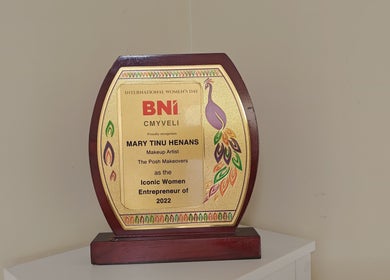 INTERNATIONAL WOMEN'S DAY
BNI
CMYVELI
Proudly recognises
MARY TINU HENANS
Makeup Artist
The Posh Makeovers
as the
Iconic Women
Entrepreneur of
2022